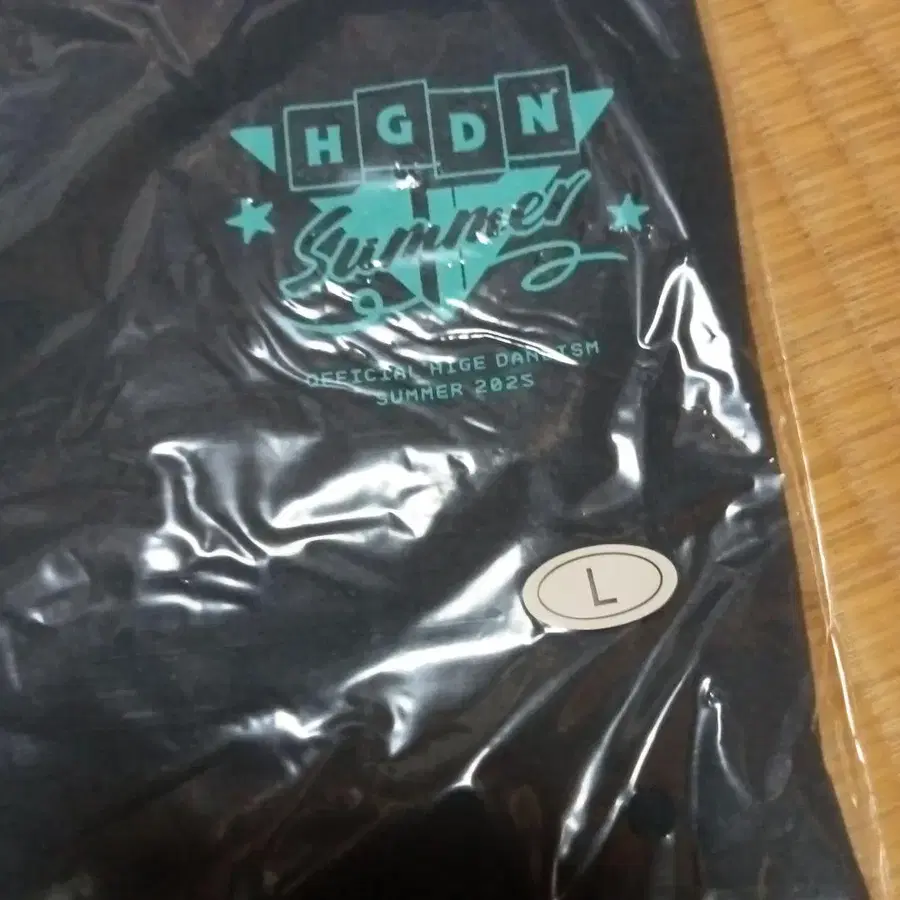 HGDN
Summer
OFFICIAL HIGE DANDISM
SUMMER 2025
L